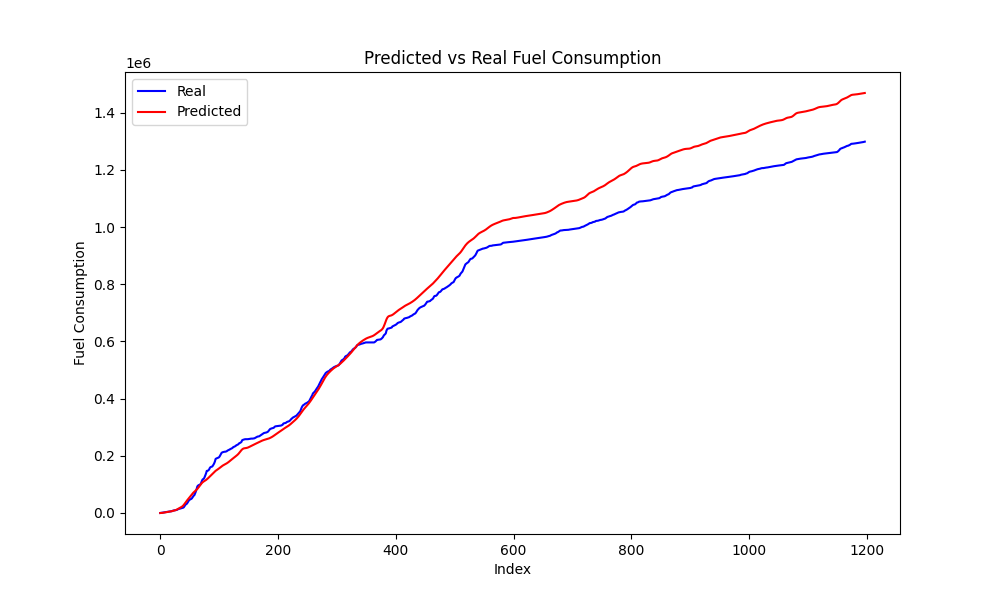 Predicted vs Real Fuel Consumption
1e6
Real
Predicted
1.4
1.2
1.0
0.8
0.6
0.4
0.2
0.0
Fuel Consumption
0 200 400 600 800 1000 1200
Index